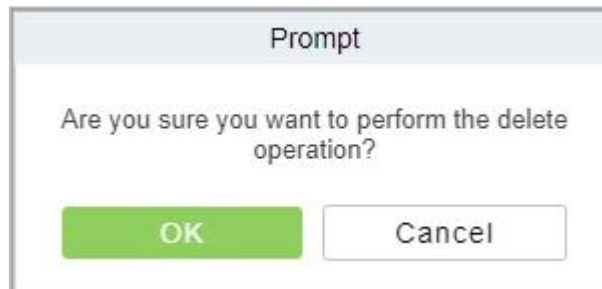 Prompt
Are you sure you want to perform the delete
operation?
OK
Cancel